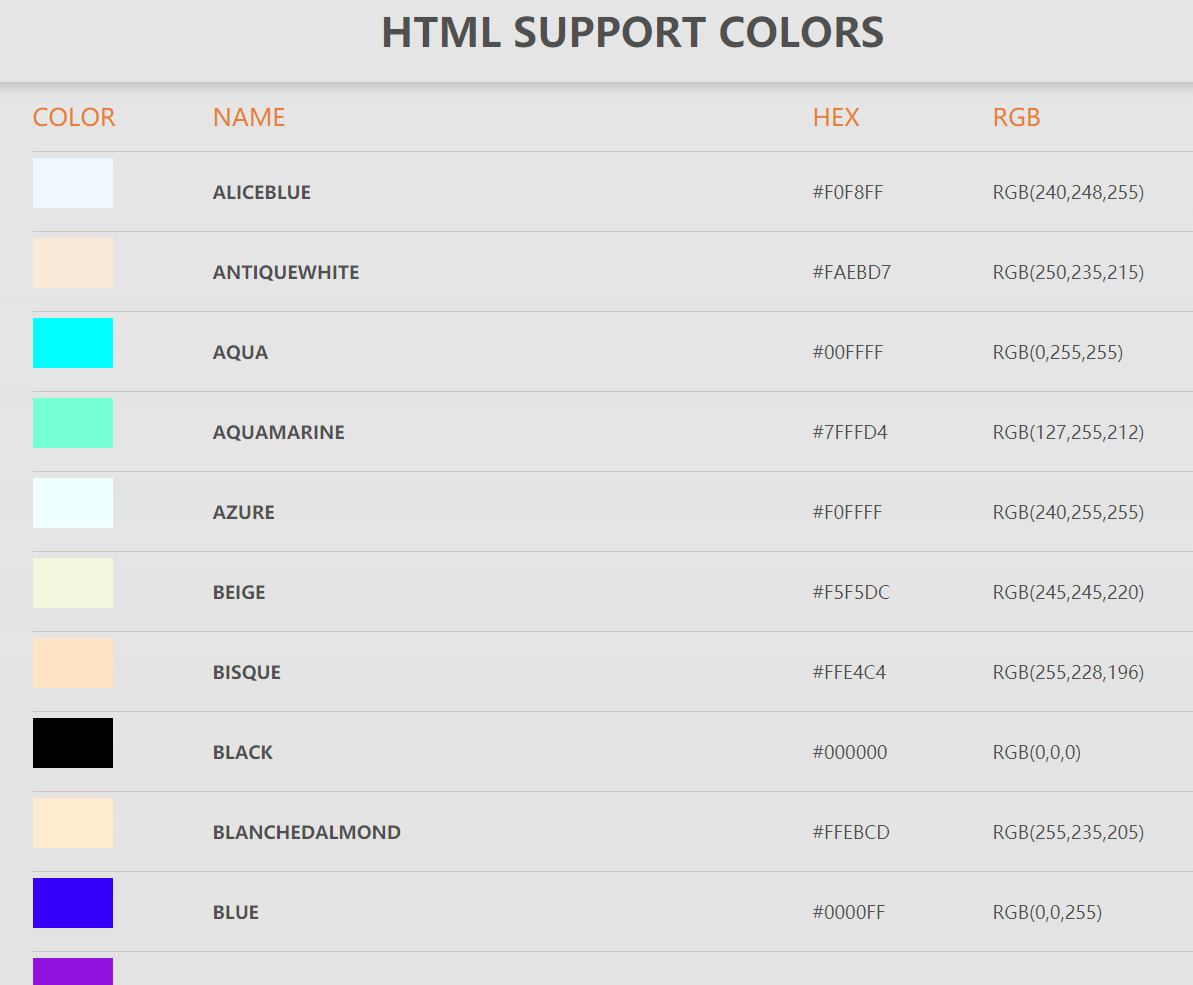 HTML SUPPORT COLORS
COLOR NAME HEX RGB
ALICEBLUE #F0F8FF RGB(240,248,255)
ANTIQUEWHITE #FAEBD7 RGB(250,235,215)
AQUA #00FFFF RGB(0,255,255)
AQUAMARINE #7FFFD4 RGB(127,255,212)
AZURE #F0FFFF RGB(240,255,255)
BEIGE #F5F5DC RGB(245,245,220)
BISQUE #FFE4C4 RGB(255,228,196)
BLACK #000000 RGB(0,0,0)
BLANCHEDALMOND #FFEBCD RGB(255,235,205)
BLUE #0000FF RGB(0,0,255)